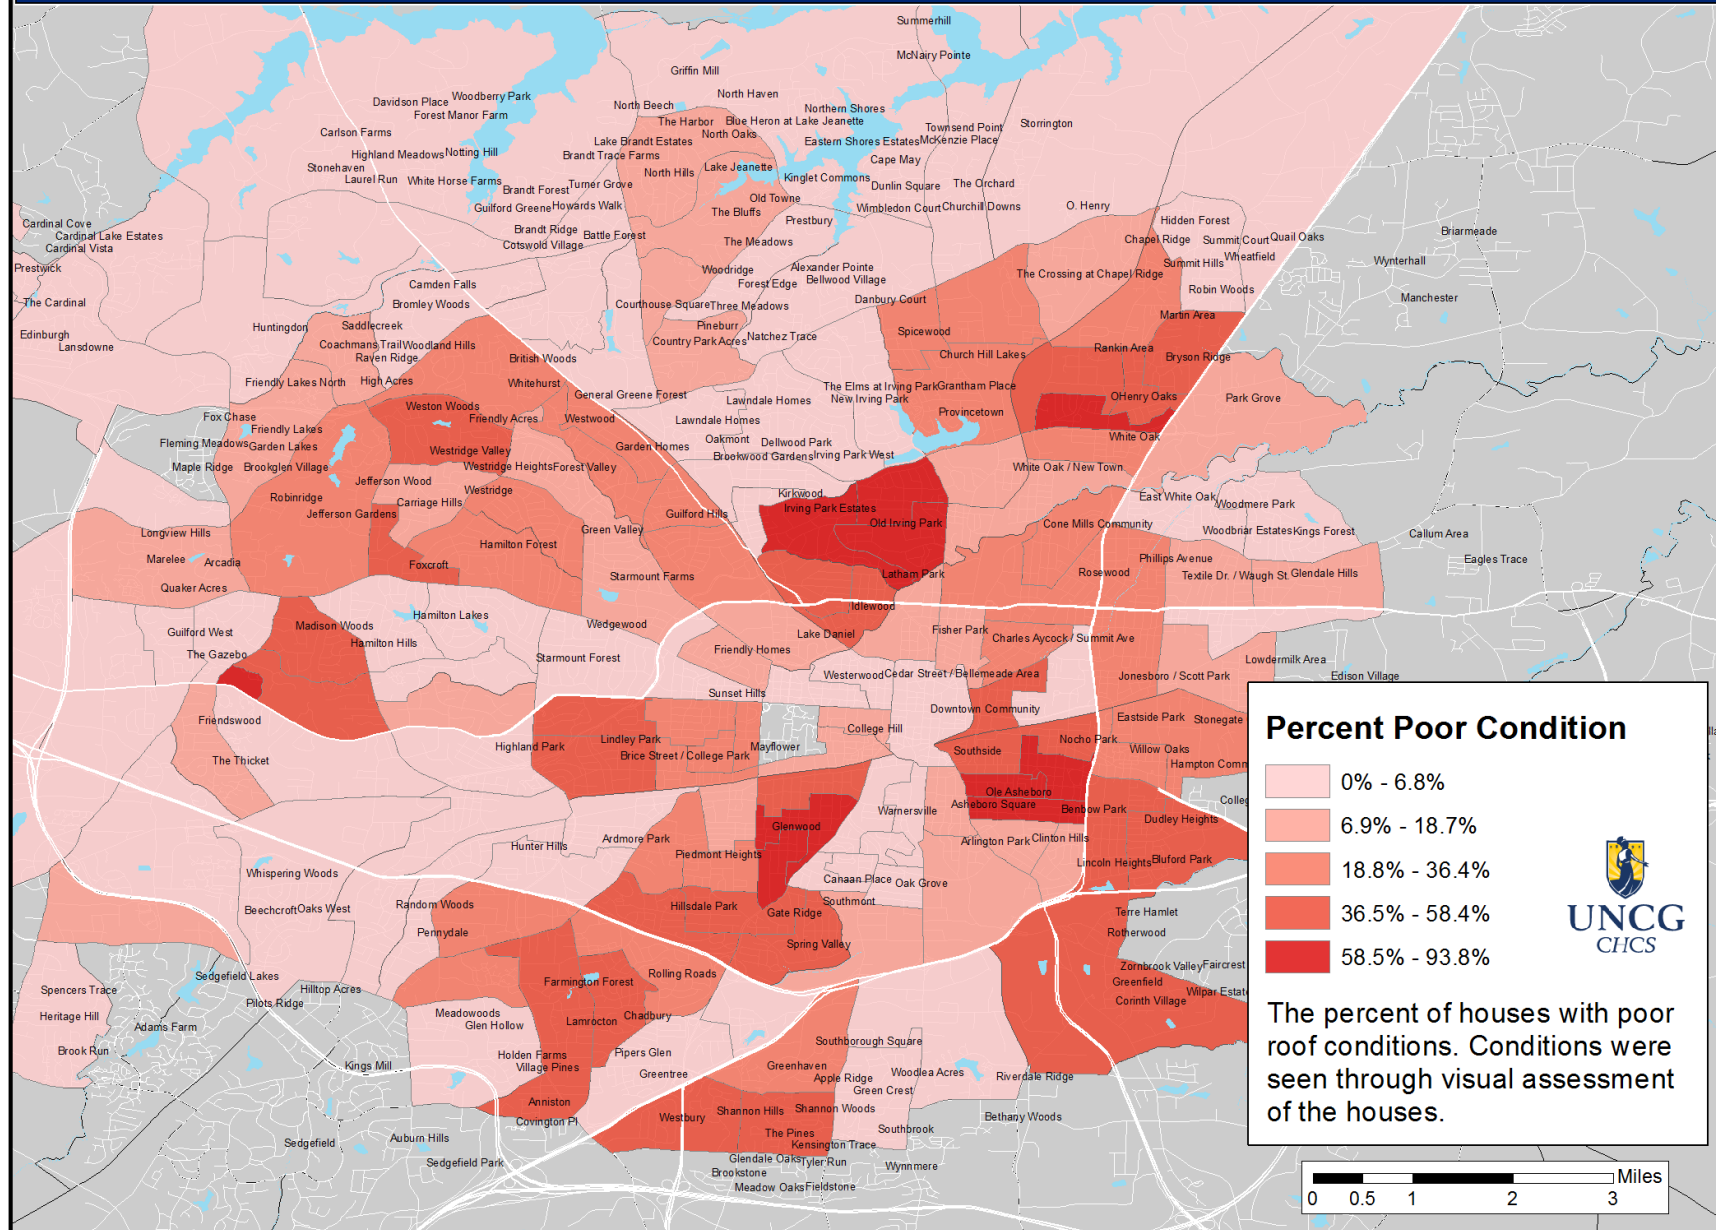 Summerhill
McNairy Pointe
Griffin Mill
North Haven
Davidson Place
Woodberry Park
Forest Manor Farm
North Beech
Northern Shores
The Harbor
Blue Heron at Lake Jeanette
Carlson Farms
North Oaks
Townsend Point
Storrington
Lake Brandt Estates
Eastern Shores Estates
McKenzie Place
Highland Meadows
Notting Hill
Brandt Trace Farms
Cape May
Stonehaven
Lake Jeanette
North Hills
Laurel Run
White Horse Farms
Turner Grove
Kinglet Commons
Dunlin Square
The Orchard
Brandt Forest
Old Towne
Guilford Greene
Howards Walk
The Bluffs
Wimbledon Court
Churchill Downs
O. Henry
Prestbury
Hidden Forest
Cardinal Cove
Cardinal Lake Estates
Cardinal Vista
Brandt Ridge
Battle Forest
Cotswold Village
The Meadows
Chapel Ridge
Summit Court
Quail Oaks
Briarmeade
Wheatfield
Prestwick
Woodridge
Alexander Pointe
The Crossing at Chapel Ridge
Summit Hills
Wynterhall
Camden Falls
Forest Edge
Bellwood Village
Robin Woods
The Cardinal
Bromley Woods
Courthouse Square
Three Meadows
Danbury Court
Manchester
Martin Area
Huntingdon
Saddlecreek
Pineburr
Edinburgh
Lansdowne
Coachmans Trail
Woodland Hills
Country Park Acres
Natchez Trace
Spicewood
Raven Ridge
British Woods
Church Hill Lakes
Rankin Area
Bryson Ridge
Friendly Lakes North
High Acres
Whitehurst
General Greene Forest
The Elms at Irving Park
Grantham Place
New Irving Park
OHenry Oaks
Park Grove
Weston Woods
Lawndale Homes
Fox Chase
Friendly Acres
Westwood
Lawndale Homes
Provincetown
Friendly Lakes
Fleming Meadows
Garden Lakes
Garden Homes
Oakmont
Dellwood Park
White Oak
Westridge Valley
Brookwood Gardens
Irving Park West
Maple Ridge
Brookglen Village
Westridge Heights
Forest Valley
White Oak / New Town
Jefferson Wood
Westridge
Kirkwood
Robinridge
Carriage Hills
Irving Park Estates
East White Oak
Woodmere Park
Jefferson Gardens
Guilford Hills
Old Irving Park
Cone Mills Community
Longview Hills
Green Valley
Woodbriar Estates
Kings Forest
Callum Area
Hamilton Forest
Marelee
Arcadia
Foxcroft
Phillips Avenue
Eagles Trace
Quaker Acres
Starmount Farms
Latham Park
Rosewood
Textile Dr. / Waugh St.
Glendale Hills
Hamilton Lakes
Idlewood
Guilford West
Madison Woods
Wedgewood
Lake Daniel
Fisher Park
Charles Aycock / Summit Ave
Hamilton Hills
The Gazebo
Starmount Forest
Friendly Homes
Lowdermilk Area
Westerwood
Cedar Street / Bellemeade Area
Jonesboro / Scott Park
Edison Village
Sunset Hills
Friendswood
Downtown Community
Eastside Park
Stonegate
College Hill
Highland Park
Lindley Park
Mayflower
Nocho Park
Brice Street / College Park
Southside
Willow Oaks
The Thicket
Hampton Comm
Ole Asheboro
Asheboro Square
Colleg
Warnersville
Benbow Park
Dudley Heights
Glenwood
Ardmore Park
Hunter Hills
Arlington Park
Clinton Hills
Piedmont Heights
Lincoln Heights
Bluford Park
Whispering Woods
Canaan Place
Oak Grove
Beechcroft
Oaks West
Random Woods
Hillsdale Park
Southmont
Gate Ridge
Terre Hamlet
Pennydale
Rotherwood
Spring Valley
Sedgefield Lakes
Farmington Forest
Rolling Roads
Zornbrook Valley
Faircrest
Spencers Trace
Hilltop Acres
Greenfield
Wilpar Estate
Pilots Ridge
Corinth Village
Heritage Hill
Meadowoods
Chadbury
Adams Farm
Glen Hollow
Lamrocton
Southborough Square
Brook Run
Holden Farms
Pipers Glen
Kings Mill
Village Pines
Greentree
Greenhaven
Woodlea Acres
Riverdale Ridge
Apple Ridge
Green Crest
Anniston
Covington Pl
Westbury
Shannon Hills
Shannon Woods
Bethany Woods
The Pines
Southbrook
Sedgefield
Auburn Hills
Kensington Trace
Sedgefield Park
Glendale Oaks
Tyler Run
Wynnmere
Brookstone
Meadow Oaks
Fieldstone
Percent Poor Condition
0% - 6.8%
6.9% - 18.7%
18.8% - 36.4%
36.5% - 58.4%
58.5% - 93.8%
UNCG
CHCS
The percent of houses with poor
roof conditions. Conditions were
seen through visual assessment
of the houses.
Miles
0 0.5 1 2 3